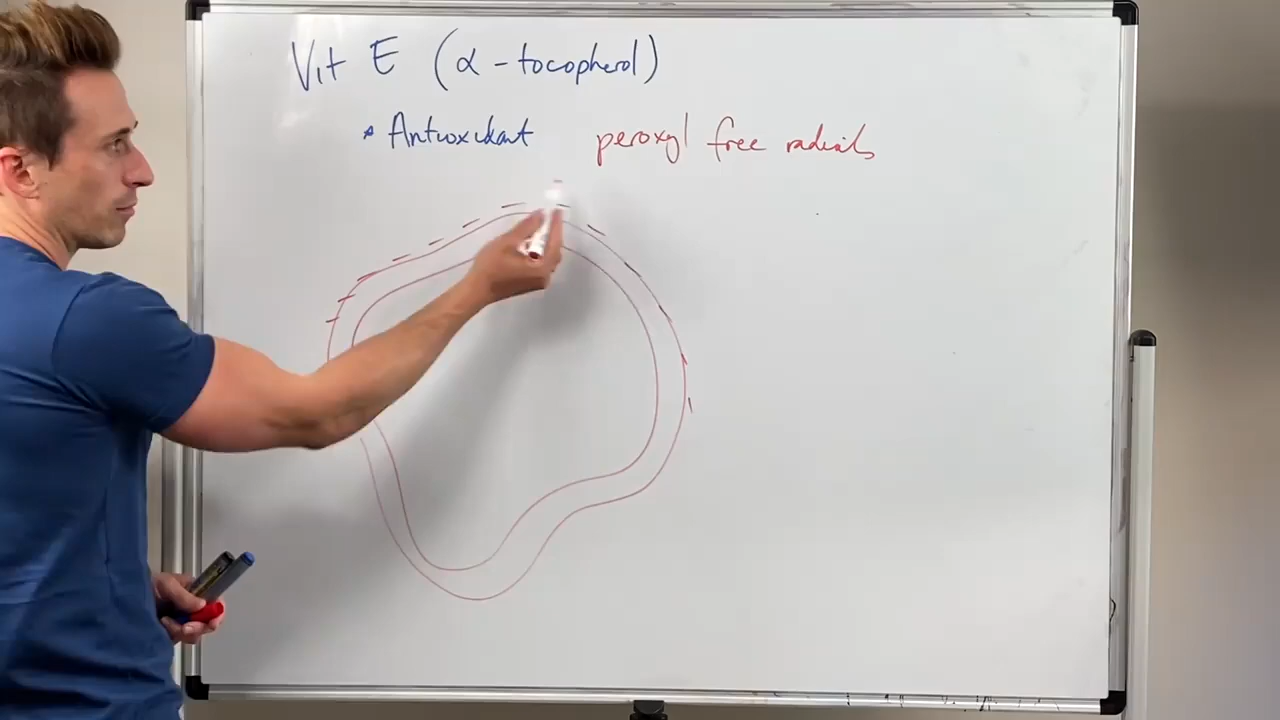 Vit E (α - tocopherol)
* Antioxidant peroxyl free radicals